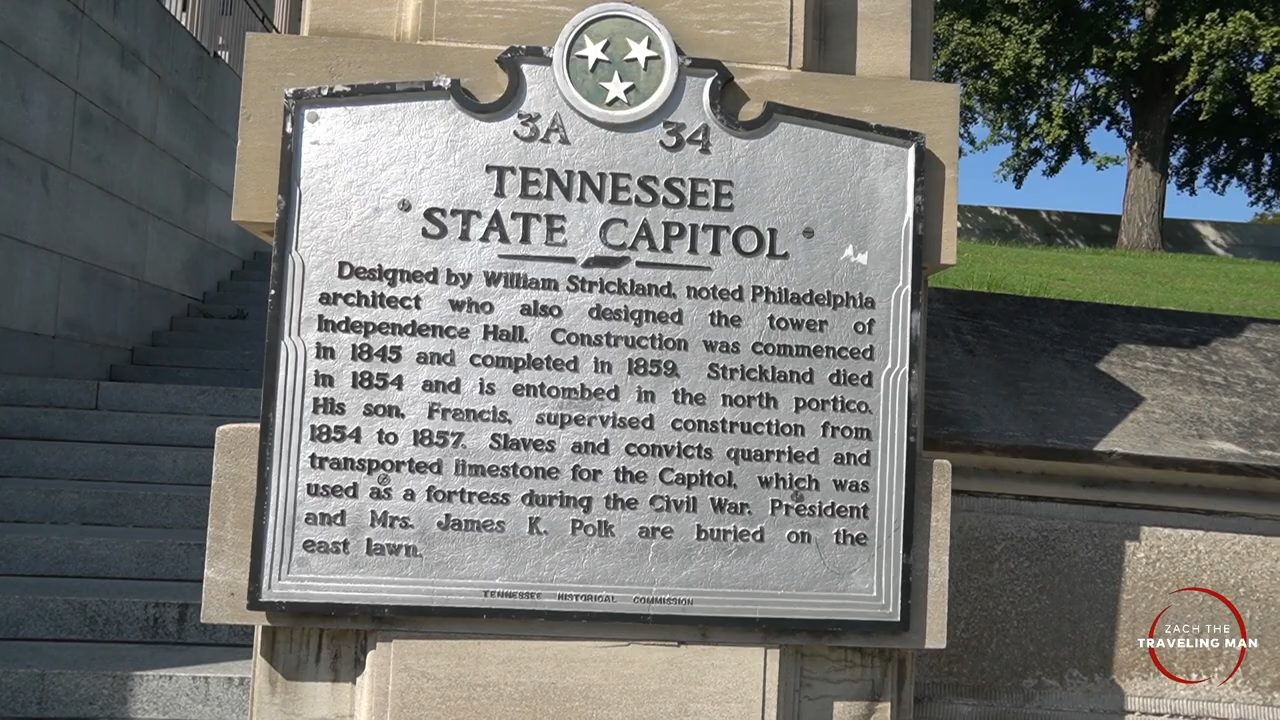 3A 34
TENNESSEE
STATE CAPITOL
Designed by William Strickland, noted Philadelphia
architect who also designed the tower of
Independence Hall. Construction was commenced
in 1845 and completed in 1859. Strickland died
in 1854 and is entombed in the north portico.
His son, Francis, supervised construction from
1854 to 1857. Slaves and convicts quarried and
transported limestone for the Capitol, which was
used as a fortress during the Civil War. President
and Mrs. James K. Polk are buried on the
east lawn.
TENNESSEE HISTORICAL COMMISSION
ZACH THE
TRAVELING MAN